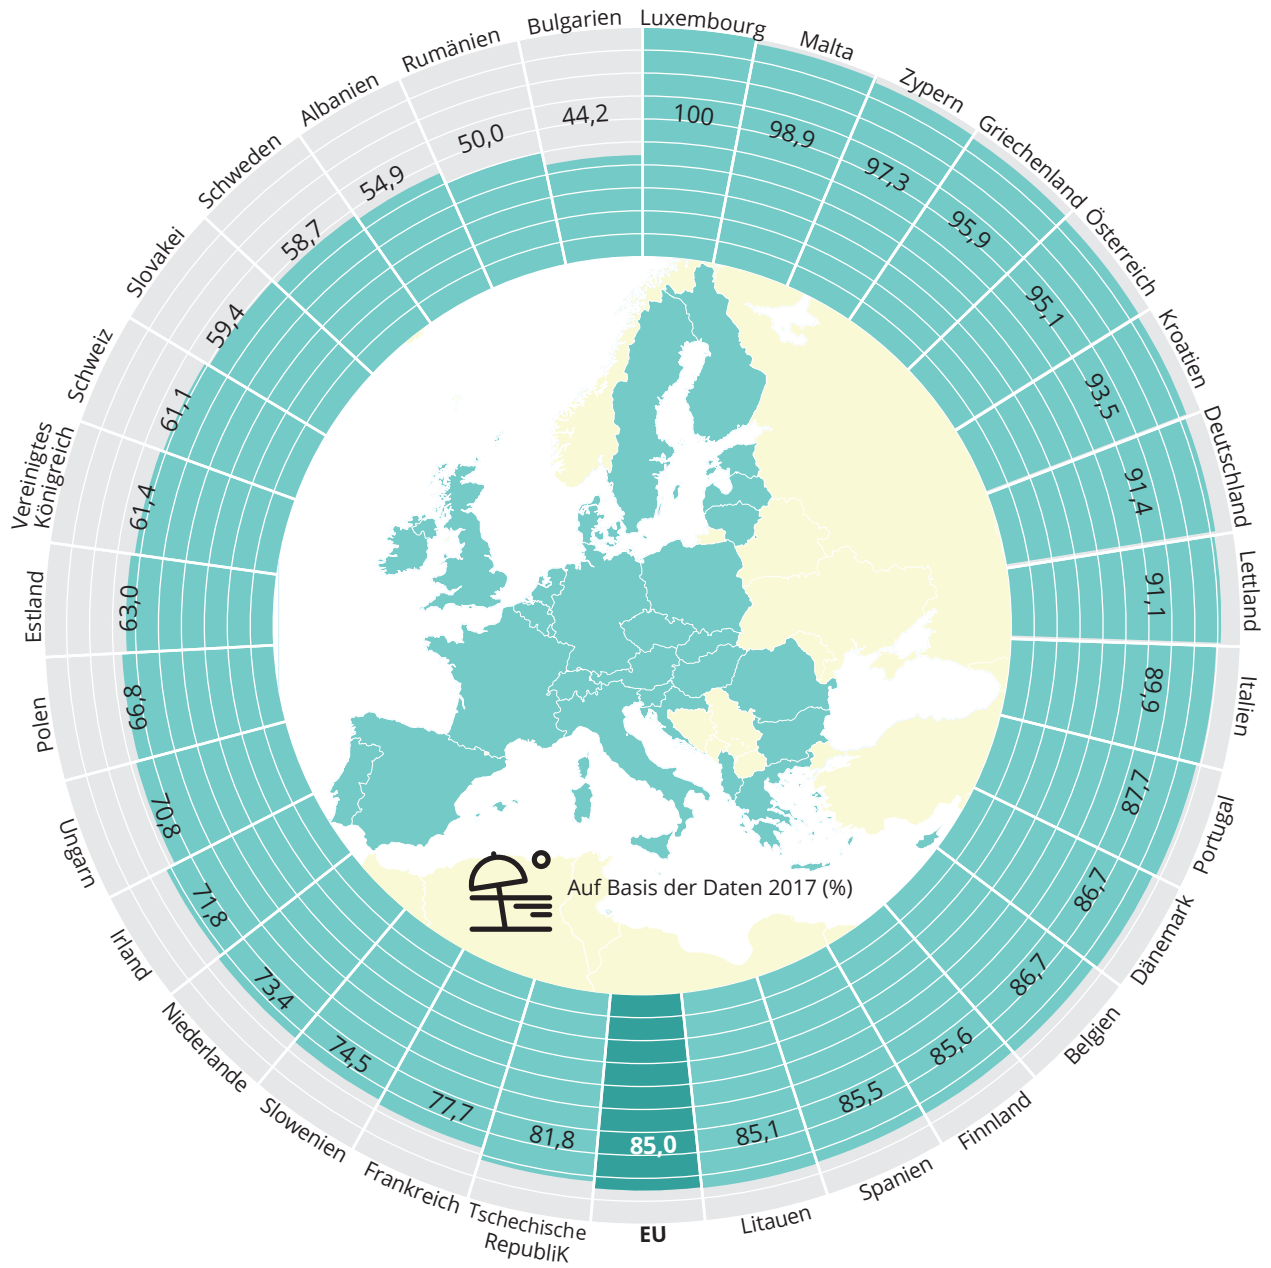 Luxembourg
100
Malta
98,9
Zypern
97,3
Griechenland
95,9
Österreich
95,1
Kroatien
93,5
Deutschland
91,4
Lettland
91,1
Italien
89,9
Portugal
87,7
Dänemark
86,7
Belgien
86,7
Finnland
85,6
Spanien
85,5
Litauen
85,1
EU
85,0
Tschechische
RepubliK
81,8
Frankreich
77,7
Slowenien
74,5
Niederlande
73,4
Irland
71,8
Ungarn
70,8
Polen
66,8
Estland
63,0
Vereinigtes
Königreich
61,4
Schweiz
61,1
Slovakei
59,4
Schweden
58,7
Albanien
54,9
Rumänien
50,0
Bulgarien
44,2
Auf Basis der Daten 2017 (%)